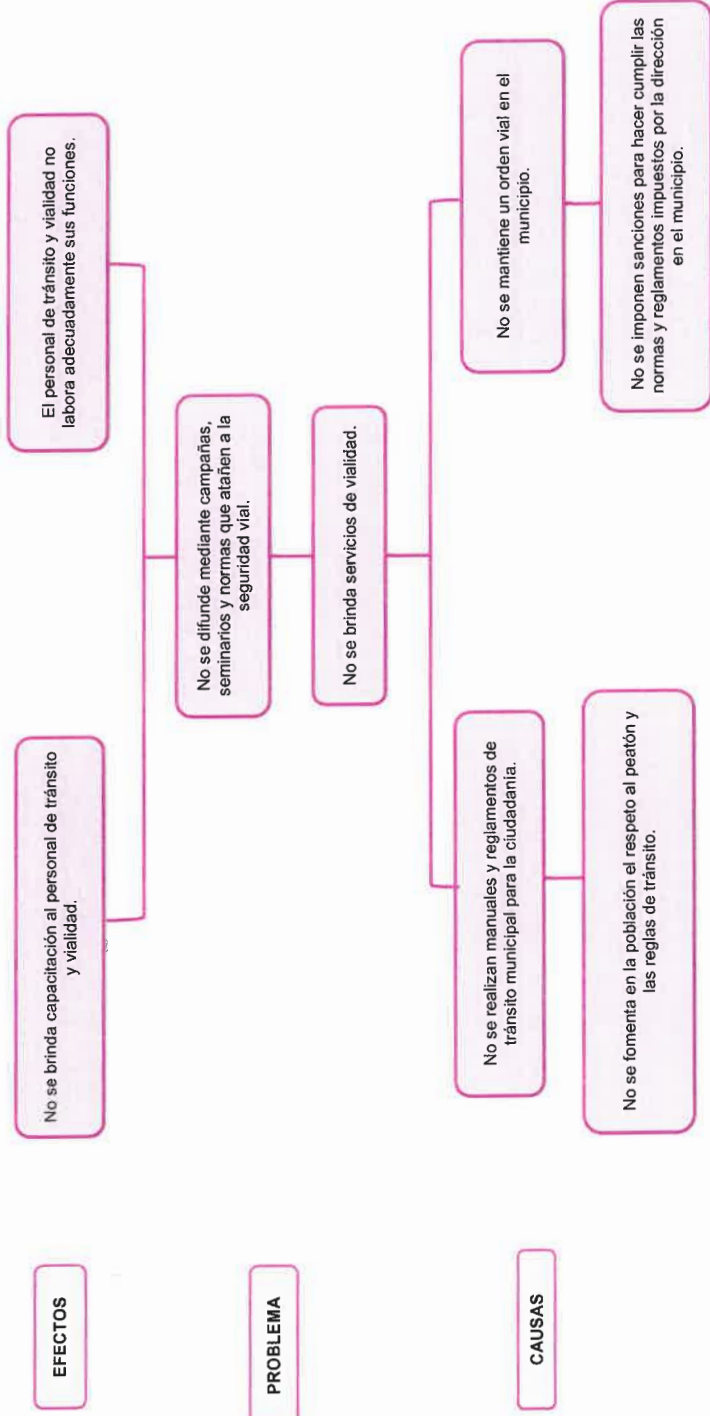 EFECTOS
No se brinda capacitación al personal de tránsito
y vialidad.
El personal de tránsito y vialidad no
labora adecuadamente sus funciones.
PROBLEMA
No se difunde mediante campañas,
seminarios y normas que atañen a la
seguridad vial.
No se brinda servicios de vialidad.
CAUSAS
No se realizan manuales y reglamentos de
tránsito municipal para la ciudadanía.
No se mantiene un orden vial en el
municipio.
No se fomenta en la población el respeto al peatón y
las reglas de tránsito.
No se imponen sanciones para hacer cumplir las
normas y reglamentos impuestos por la dirección
en el municipio.